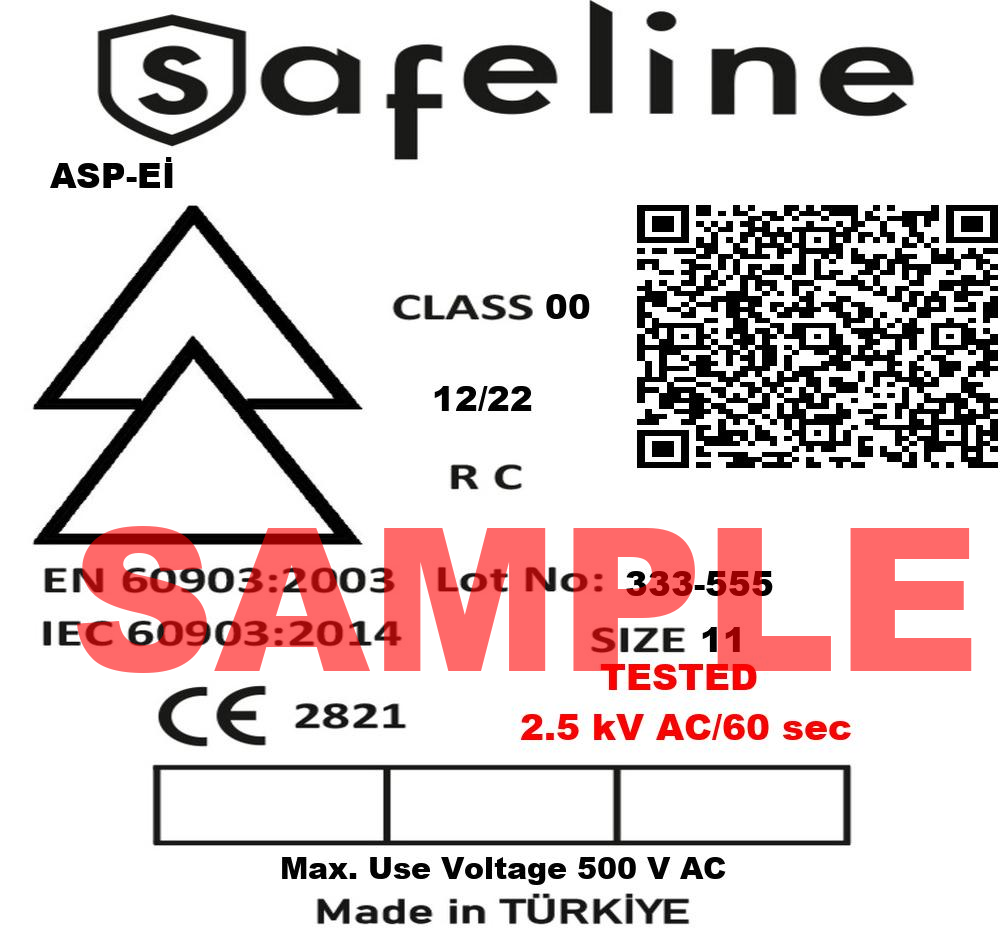 Safeline
ASP-Eİ
CLASS 00
12/22
R C
EN 60903:2003
Lot No: 333-555
IEC 60903:2014
SIZE 11
SAMPLE
TESTED
CE 2821
2.5 kV AC/60 sec
Max. Use Voltage 500 V AC
Made in TÜRKİYE